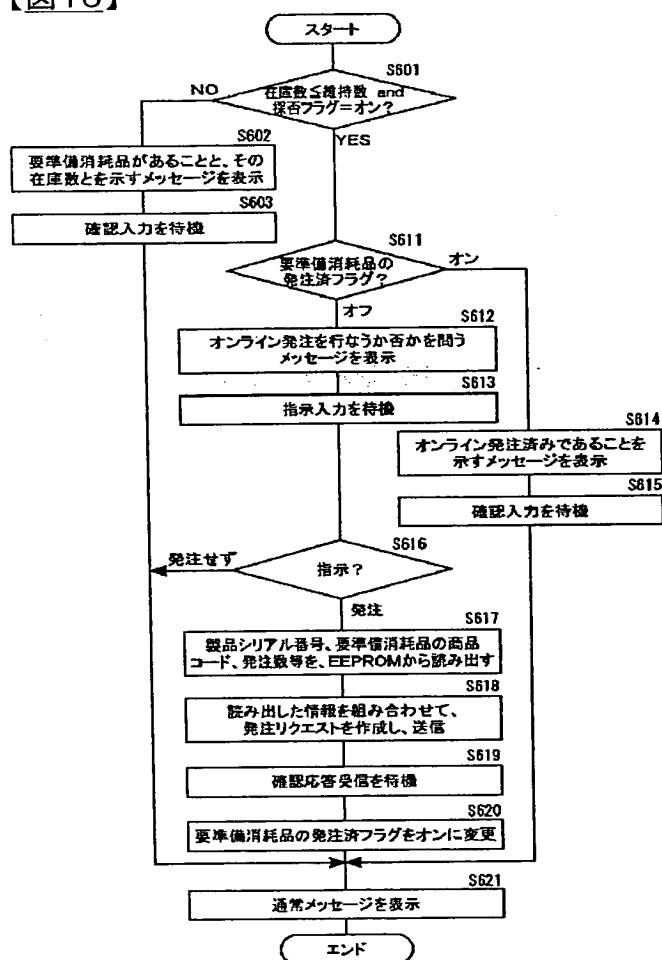 【図16】
スタート
S601
在庫数≦維持数 and
採否フラグ=オン?
NO
YES
S602
要準備消耗品があることと、その
在庫数とを示すメッセージを表示
S603
確認入力を待機
S611
要準備消耗品の
発注済フラグ?
オン
オフ
S612
オンライン発注を行なうか否かを問う
メッセージを表示
S613
指示入力を待機
S614
オンライン発注済みであることを
示すメッセージを表示
S615
確認入力を待機
S616
指示?
発注せず
発注
S617
製品シリアル番号、要準備消耗品の商品
コード、発注数等を、EEPROMから読み出す
S618
読み出した情報を組み合わせて、
発注リクエストを作成し、送信
S619
確認応答受信を待機
S620
要準備消耗品の発注済フラグをオンに変更
S621
通常メッセージを表示
エンド